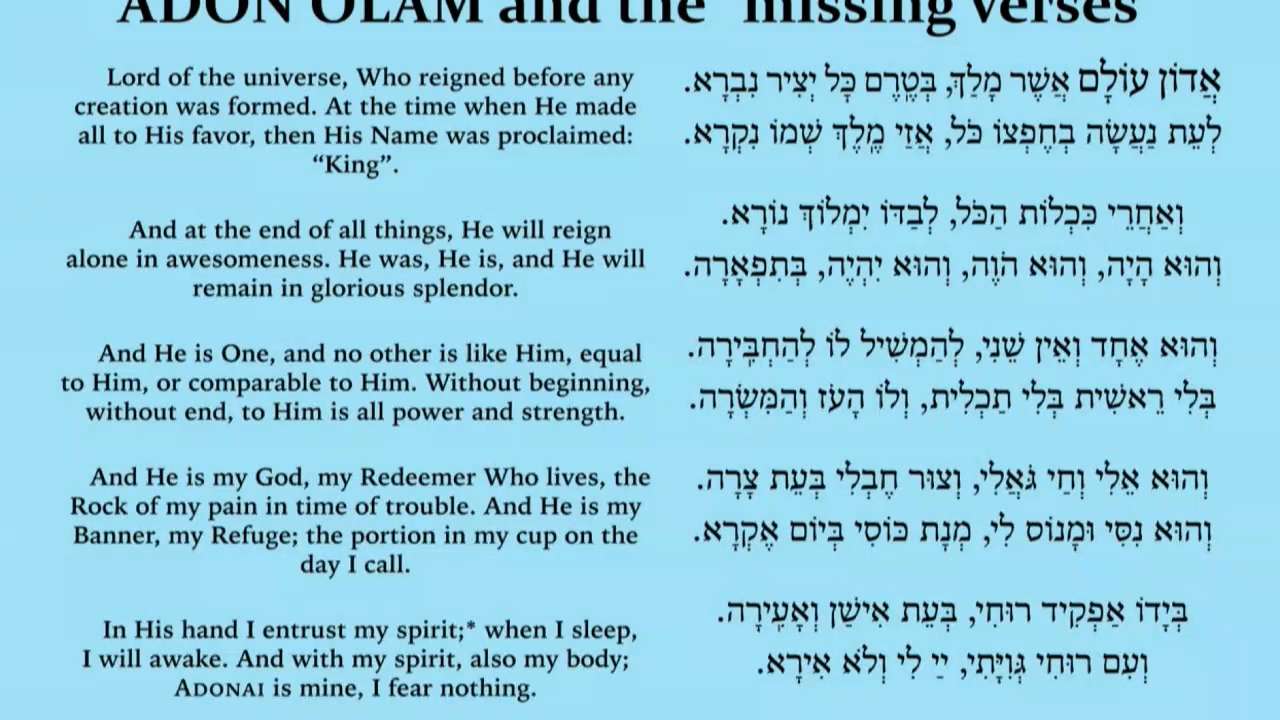 ADON OLAM and the "missing verses"
Lord of the universe, Who reigned before any
creation was formed. At the time when He made
all to His favor, then His Name was proclaimed:
“King”.
And at the end of all things, He will reign
alone in awesomeness. He was, He is, and He will
remain in glorious splendor.
And He is One, and no other is like Him, equal
to Him, or comparable to Him. Without beginning,
without end, to Him is all power and strength.
And He is my God, my Redeemer Who lives, the
Rock of my pain in time of trouble. And He is my
Banner, my Refuge; the portion in my cup on the
day I call.
In His hand I entrust my spirit;* when I sleep,
I will awake. And with my spirit, also my body;
ADONAI is mine, I fear nothing.
אֲדוֹן עוֹלָם אֲשֶׁר מָלַךְ, בְּטֶרֶם כָּל יְצִיר נִבְרָא.
לְעֵת נַעֲשָׂה בְחֶפְצוֹ כֹּל, אֲזַי מֶלֶךְ שְׁמוֹ נִקְרָא.
וְאַחֲרֵי כִּכְלוֹת הַכֹּל, לְבַדּוֹ יִמְלוֹךְ נוֹרָא.
וְהוּא הָיָה, וְהוּא הֹוֶה, וְהוּא יִהְיֶה, בְּתִפְאָרָה.
וְהוּא אֶחָד וְאֵין שֵׁנִי, לְהַמְשִׁיל לוֹ לְהַחְבִּירָה.
בְּלִי רֵאשִׁית בְּלִי תַכְלִית, וְלוֹ הָעֹז וְהַמִּשְׂרָה.
וְהוּא אֵלִי וְחַי גֹּאֲלִי, וְצוּר חֶבְלִי בְּעֵת צָרָה.
וְהוּא נִסִּי וּמָנוֹס לִי, מְנָת כּוֹסִי בְּיוֹם אֶקְרָא.
בְּיָדוֹ אַפְקִיד רוּחִי, בְּעֵת אִישַׁן וְאָעִירָה.
וְעִם רוּחִי גְּוִיָּתִי, יְיָ לִי וְלֹא אִירָא.